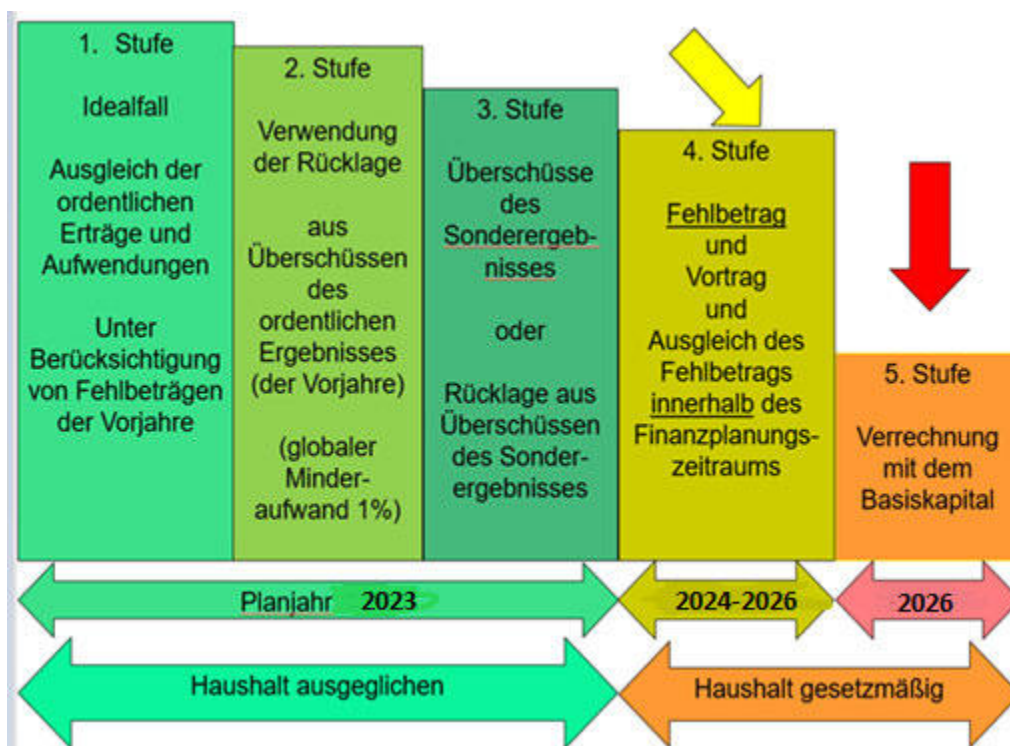 1. Stufe
Idealfall
Ausgleich der
ordentlichen
Erträge und
Aufwendungen
Unter
Berücksichtigung
von Fehlbeträgen
der Vorjahre
2. Stufe
Verwendung
der Rücklage
aus
Überschüssen
des
ordentlichen
Ergebnisses
(der Vorjahre)
(globaler
Minder-
aufwand 1%)
3. Stufe
Überschüsse
des
Sonderergeb-
nisses
oder
Rücklage aus
Überschüssen
des Sonder-
ergebnisses
4. Stufe
Fehlbetrag
und
Vortrag
und
Ausgleich des
Fehlbetrags
innerhalb des
Finanzplanungs-
zeitraums
5. Stufe
Verrechnung
mit dem
Basiskapital
Planjahr 2023
2024-2026
2026
Haushalt ausgeglichen
Haushalt gesetzmäßig